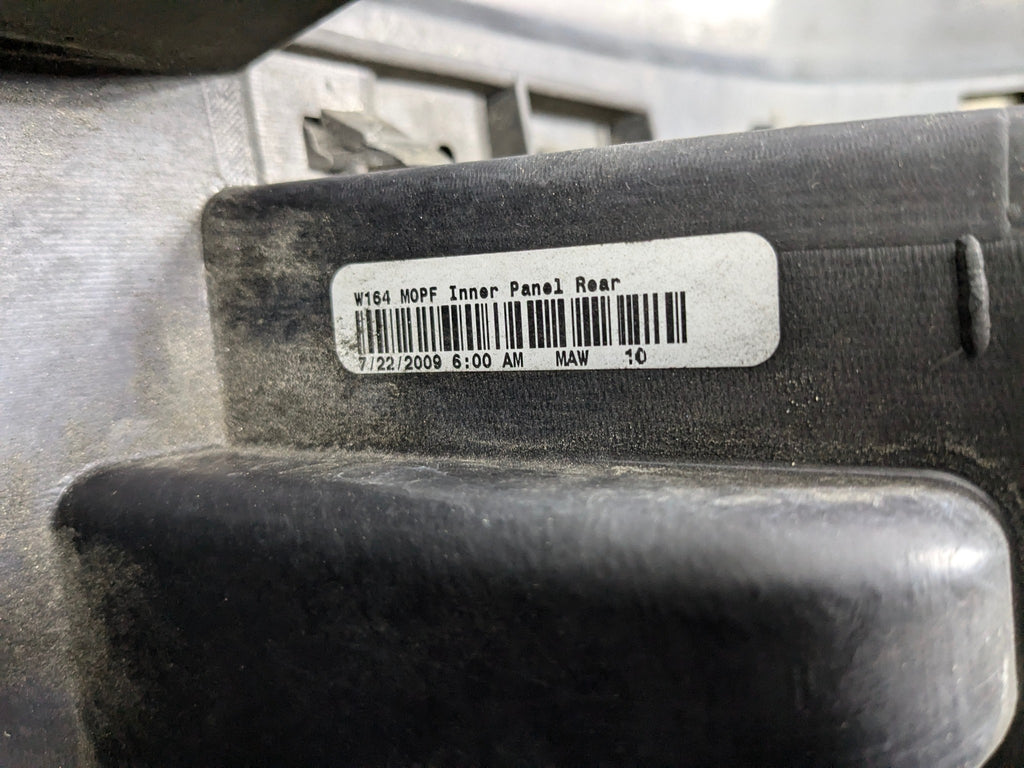 W164 MOPF Inner Panel Rear
7/22/2009 6:00 AM MAW 10